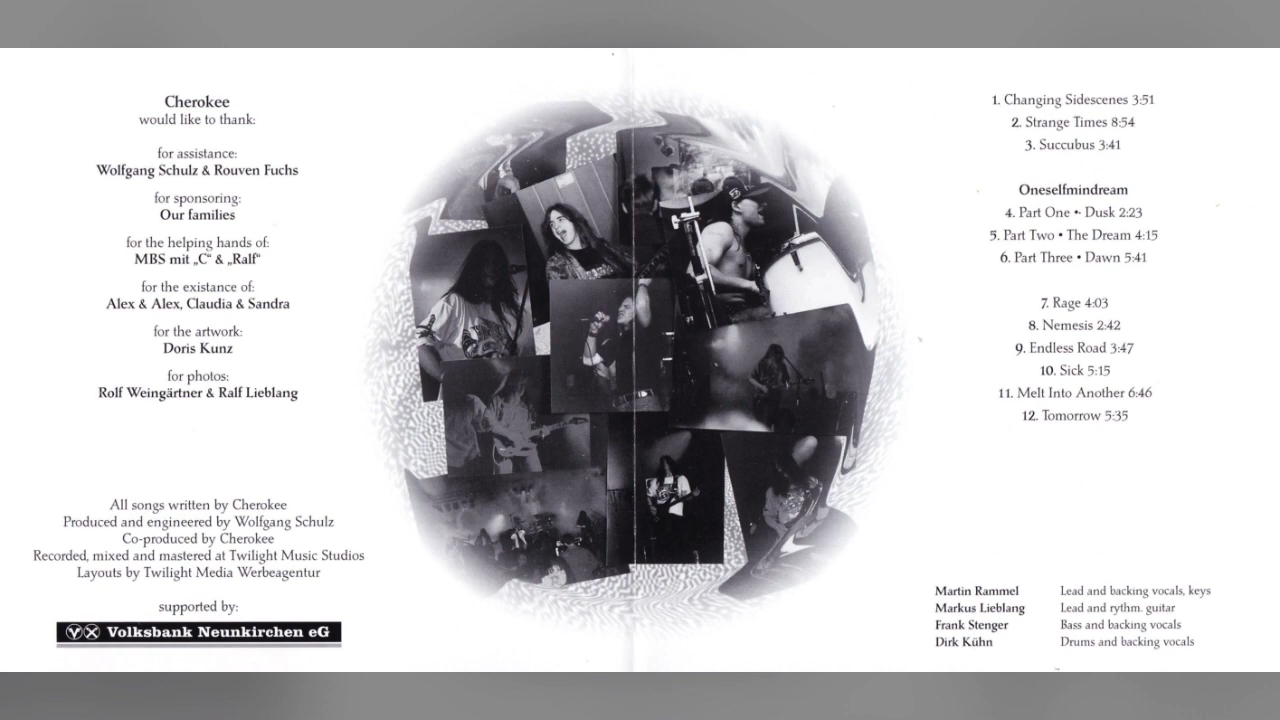 Cherokee
would like to thank:
for assistance:
Wolfgang Schulz & Rouven Fuchs
for sponsoring:
Our families
for the helping hands of:
MBS mit „C“ & „Ralf“
for the existance of:
Alex & Alex, Claudia & Sandra
for the artwork:
Doris Kunz
for photos:
Rolf Weingärtner & Ralf Lieblang
All songs written by Cherokee
Produced and engineered by Wolfgang Schulz
Co-produced by Cherokee
Recorded, mixed and mastered at Twilight Music Studios
Layouts by Twilight Media Werbeagentur
supported by:
Volksbank Neunkirchen eG
1. Changing Sidescenes 3:51
2. Strange Times 8:54
3. Succubus 3:41
Oneselfmindream
4. Part One • Dusk 2:23
5. Part Two • The Dream 4:15
6. Part Three • Dawn 5:41
7. Rage 4:03
8. Nemesis 2:42
9. Endless Road 3:47
10. Sick 5:15
11. Melt Into Another 6:46
12. Tomorrow 5:35
Martin Rammel Lead and backing vocals, keys
Markus Lieblang Lead and rythm. guitar
Frank Stenger Bass and backing vocals
Dirk Kühn Drums and backing vocals